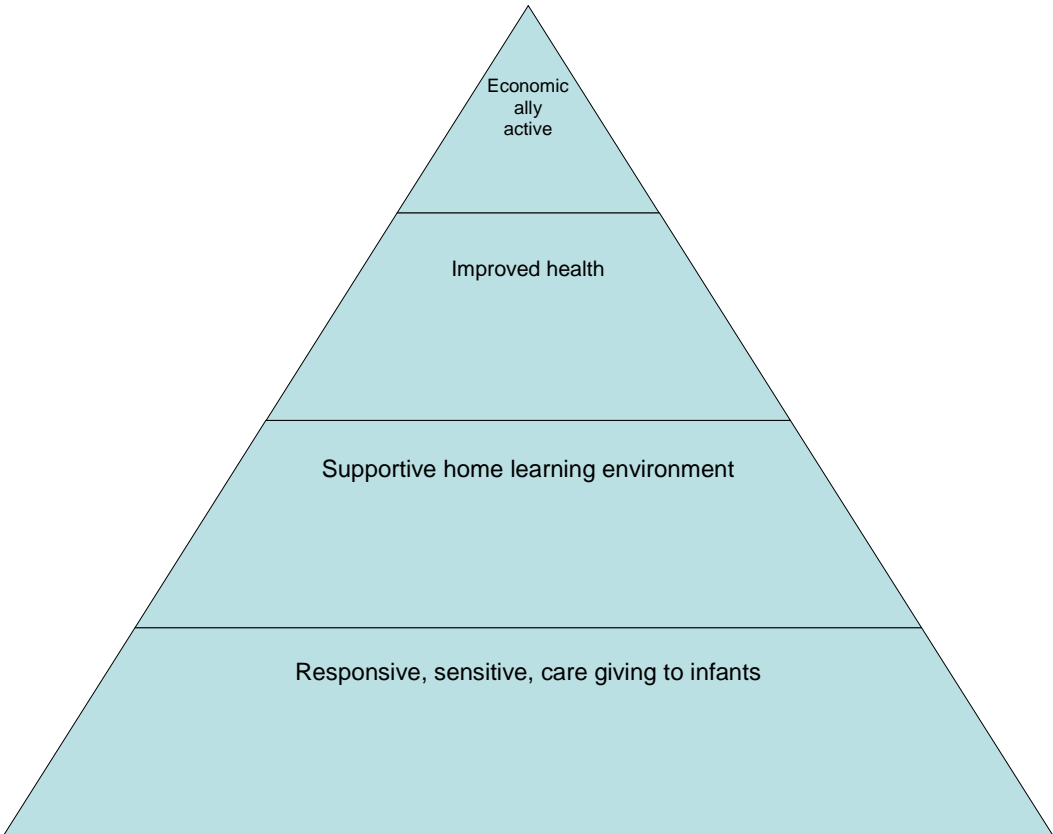 Economic
ally
active
Improved health
Supportive home learning environment
Responsive, sensitive, care giving to infants